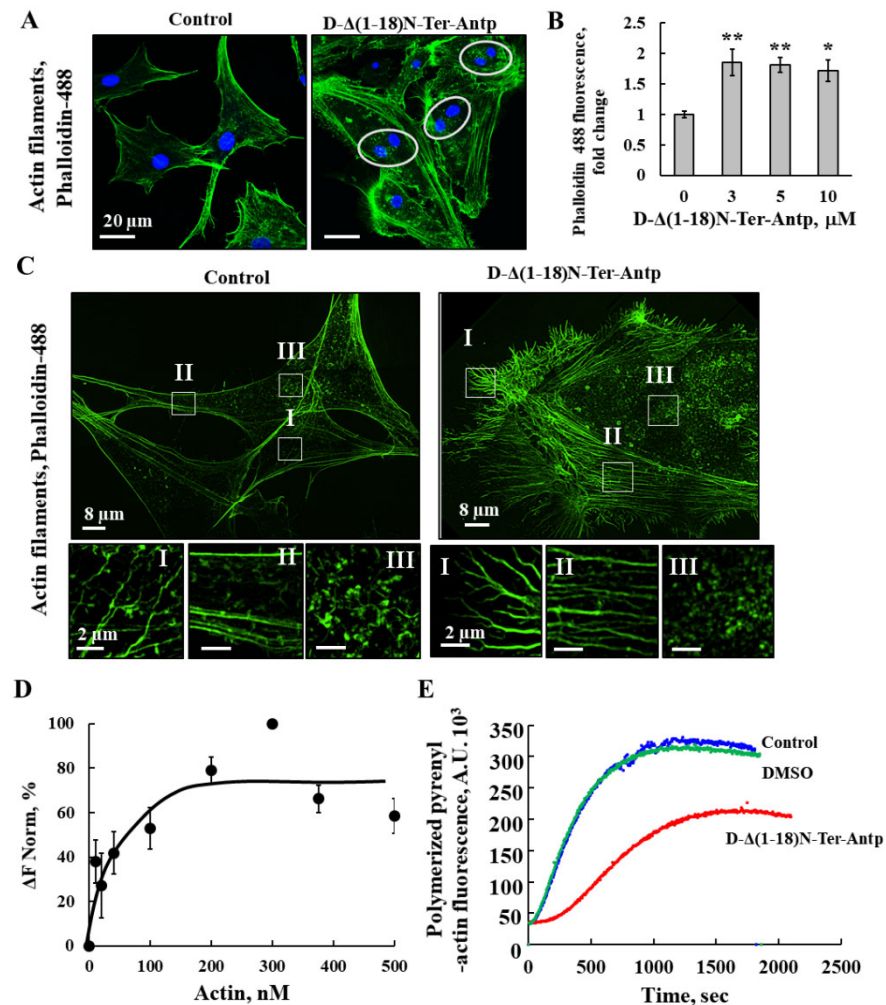 A
Control
D-Δ(1-18)N-Ter-Antp
Actin filaments,
Phalloidin-488
20 µm
B
Phalloidin 488 fluorescence,
fold change
2.5
2
1.5
1
0.5
0
**
**
*
0 3 5 10
D-Δ(1-18)N-Ter-Antp, µM
C
Control
D-Δ(1-18)N-Ter-Antp
Actin filaments, Phalloidin-488
II
III
I
8 µm
I
III
II
8 µm
I
2 µm
II
III
I
2 µm
II
III
D
ΔF Norm, %
100
80
60
40
20
0
0 100 200 300 400 500
Actin, nM
E
Polymerized pyrenyl
-actin fluorescence, A.U. 10³
350
300
250
200
150
100
50
0
Control
DMSO
D-Δ(1-18)N-Ter-Antp
0 500 1000 1500 2000 2500
Time, sec